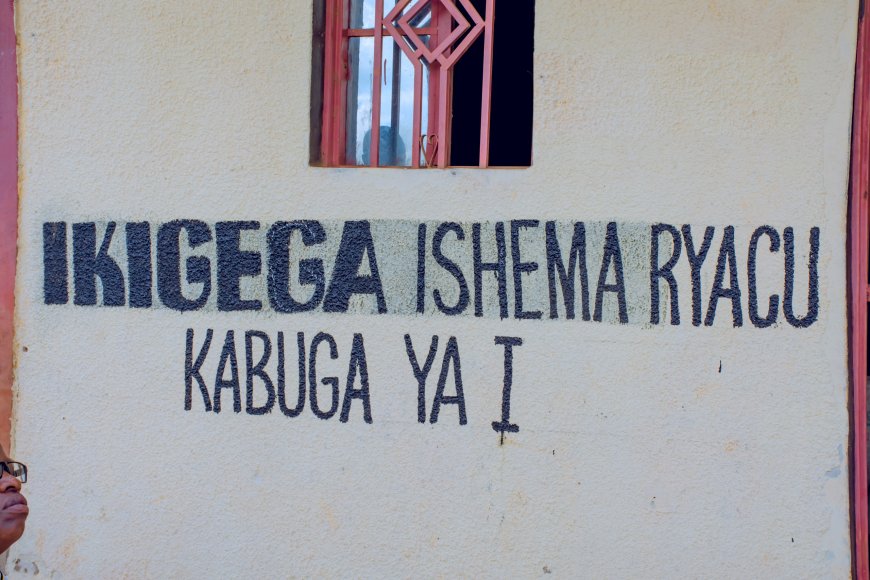 IKIGEGA ISHEMA RYACU
KABUGA YA I